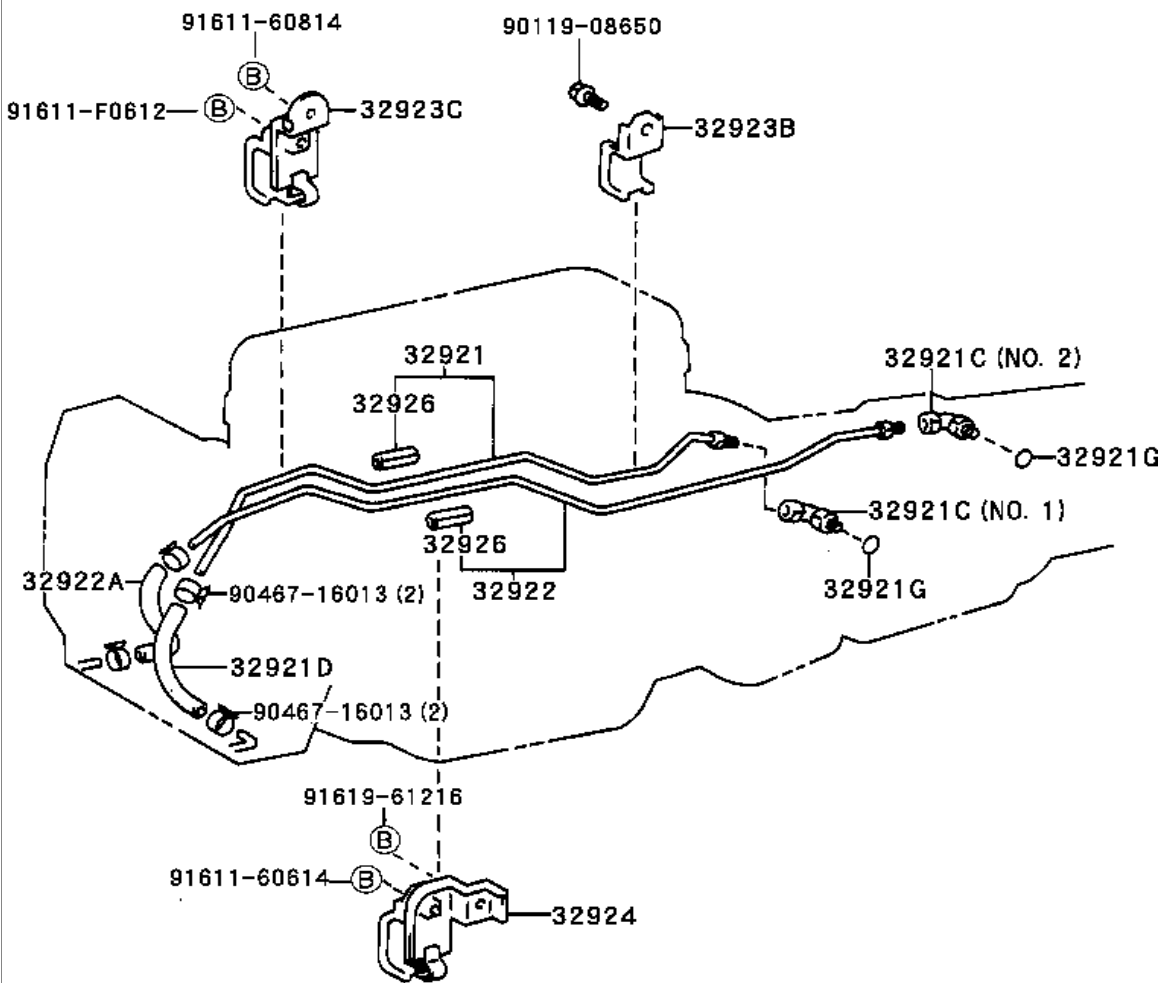 91611-60814
90119-08650
B
91611-F0612
B
32923C
32923B
32921
32921C (NO. 2)
32926
32921G
32921C (NO. 1)
32926
32922A
90467-16013 (2)
32922
32921G
32921D
90467-16013 (2)
91619-61216
B
91611-60614
B
32924